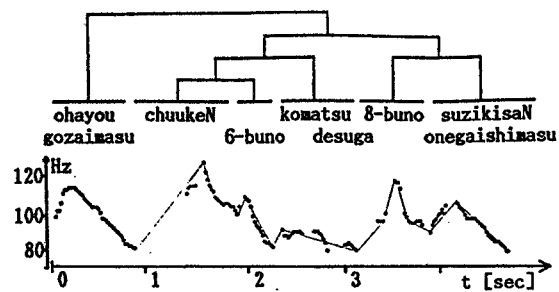 ohayou chuukeN komatsu 8-buno suzukisaN
gozaimasu 6-buno desuga onegaishimasu
Hz
120
100
80
0 1 2 3 t [sec]